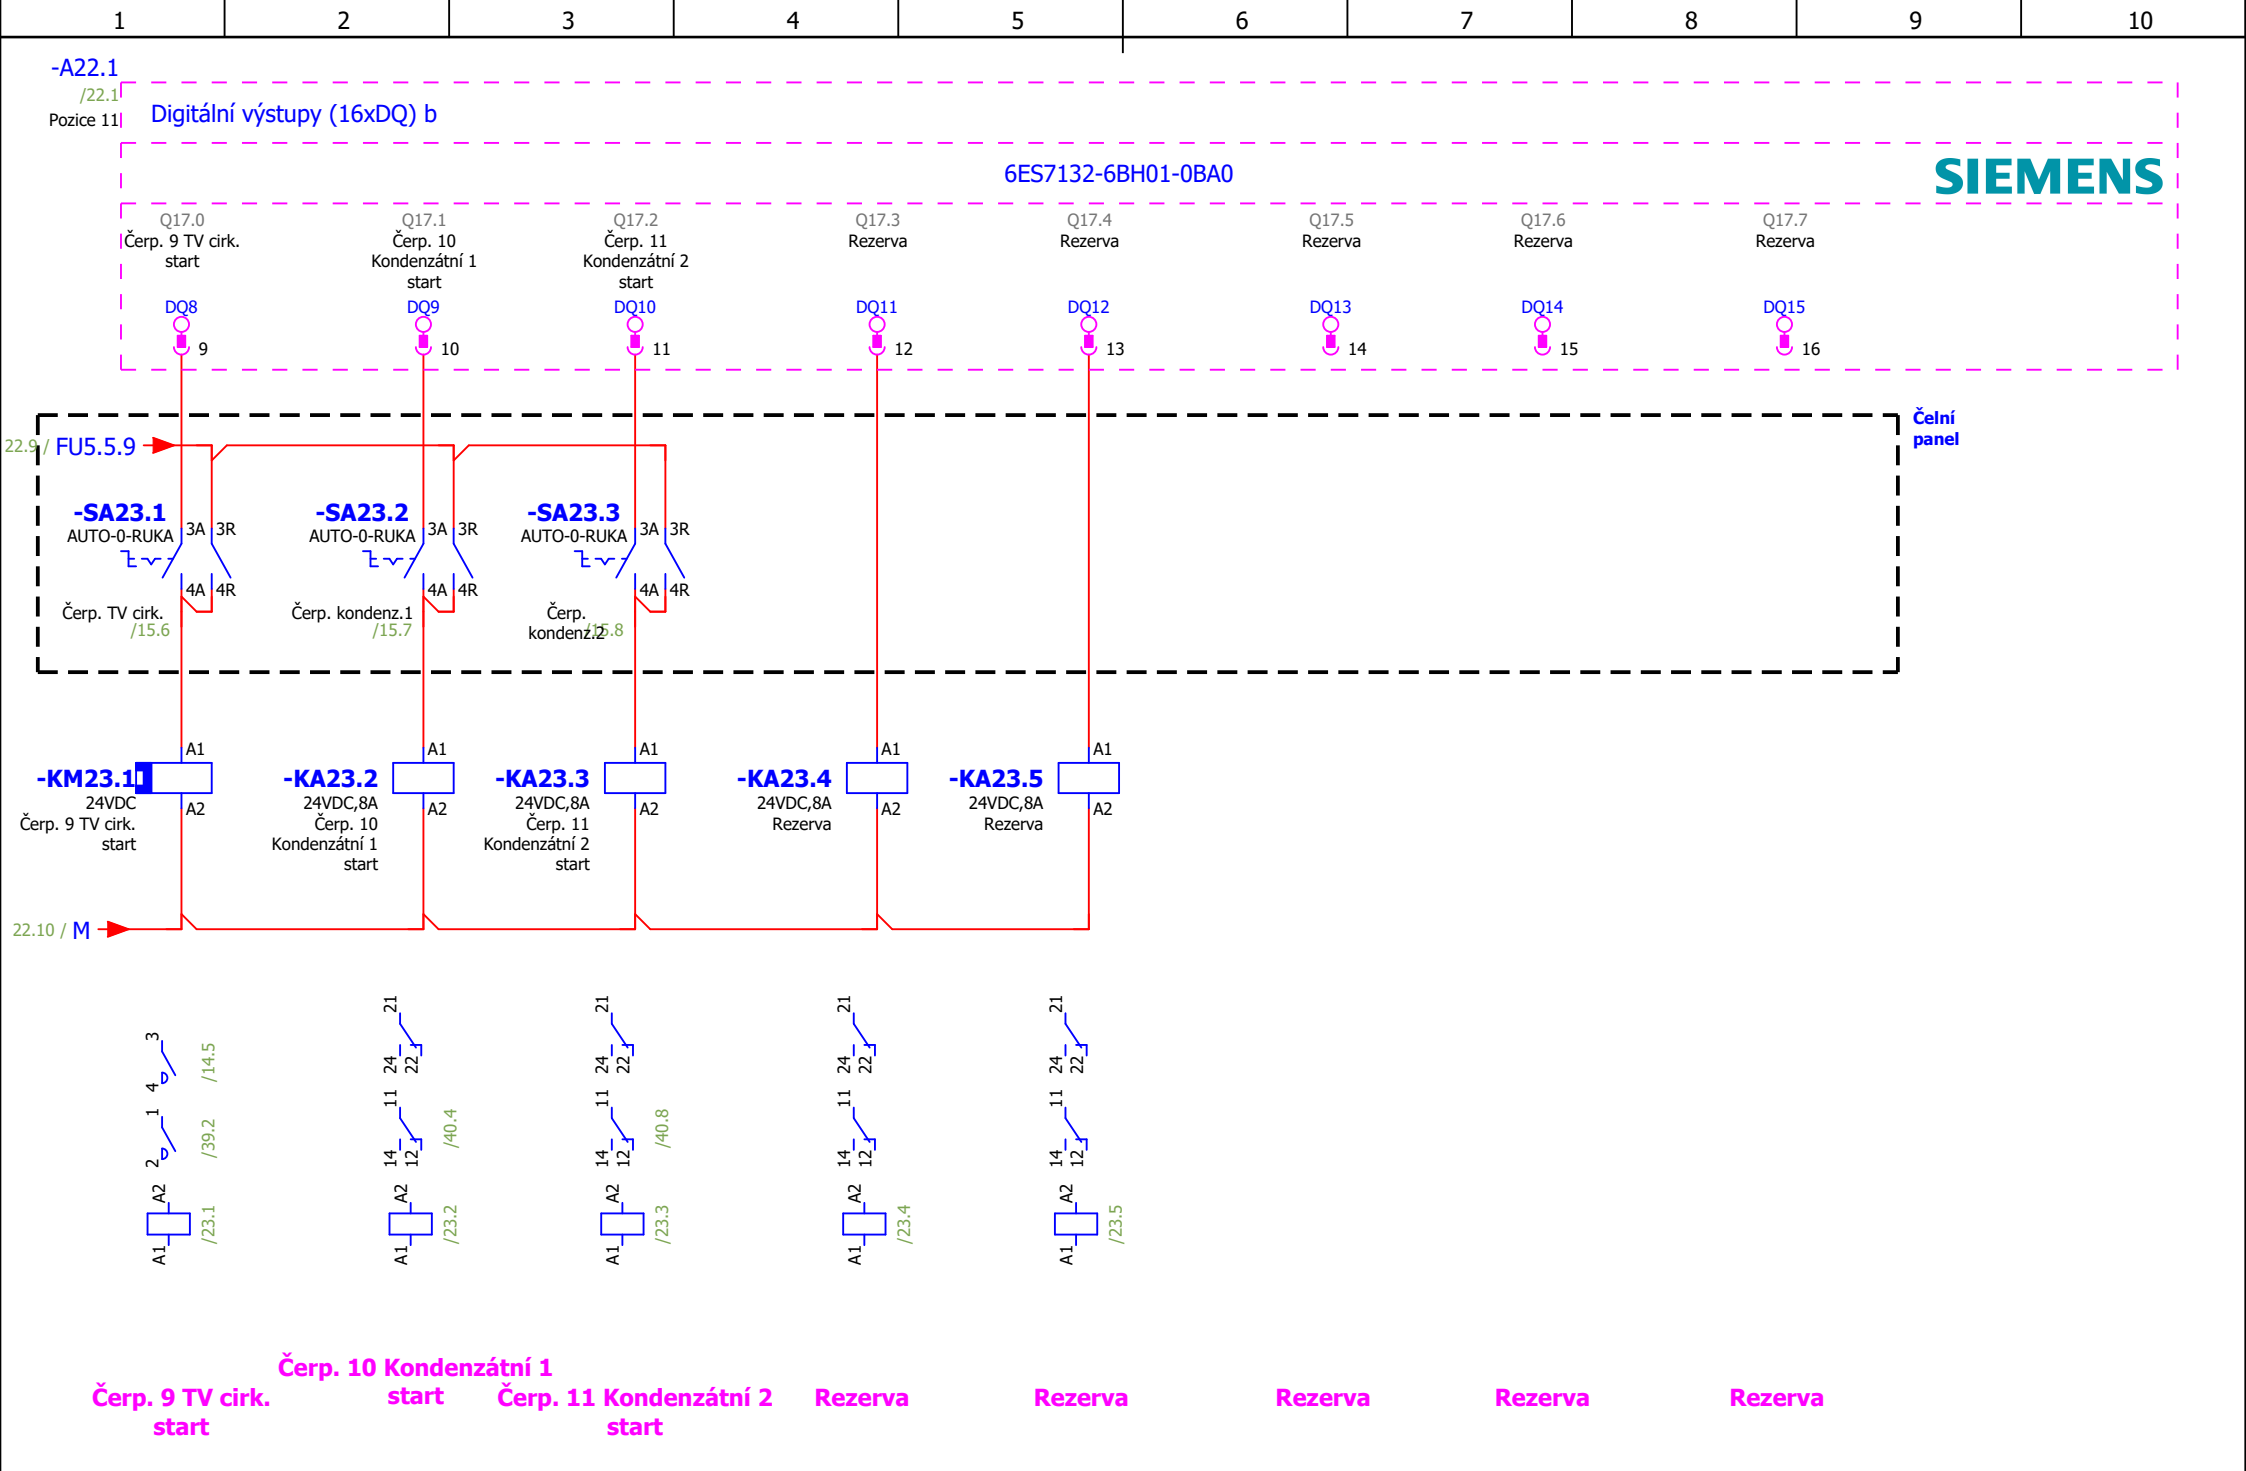 1 2 3 4 5 6 7 8 9 10
-A22.1
/22.1
Pozice 11
Digitální výstupy (16xDQ) b
6ES7132-6BH01-0BA0
SIEMENS
Q17.0 Q17.1 Q17.2 Q17.3 Q17.4 Q17.5 Q17.6 Q17.7
Čerp. 9 TV cirk. Čerp. 10 Čerp. 11 Rezerva Rezerva Rezerva Rezerva Rezerva
start Kondenzátní 1 Kondenzátní 2
start start
DQ8 DQ9 DQ10 DQ11 DQ12 DQ13 DQ14 DQ15
9 10 11 12 13 14 15 16
Čelní
panel
22.9 / FU5.5.9
-SA23.1 -SA23.2 -SA23.3
AUTO-0-RUKA 3A 3R AUTO-0-RUKA 3A 3R AUTO-0-RUKA 3A 3R
4A 4R 4A 4R 4A 4R
Čerp. TV cirk. Čerp. kondenz.1 Čerp.
/15.6 /15.7 kondenz.2 /15.8
A1 A1 A1 A1 A1
-KM23.1 -KA23.2 -KA23.3 -KA23.4 -KA23.5
24VDC 24VDC,8A 24VDC,8A 24VDC,8A 24VDC,8A
A2 A2 A2 A2 A2
Čerp. 9 TV cirk. Čerp. 10 Čerp. 11 Rezerva Rezerva
start Kondenzátní 1 Kondenzátní 2
start start
22.10 / M
21 21 21 21
3 24 22 24 22 24 22 24 22
4 /14.5
1 11 11 11 11
2 /39.2 14 12 /40.4 14 12 /40.8 14 12 14 12
A2 A2 A2 A2 A2
/23.1 /23.2 /23.3 /23.4 /23.5
A1 A1 A1 A1 A1
Čerp. 10 Kondenzátní 1
Čerp. 9 TV cirk. start Čerp. 11 Kondenzátní 2 Rezerva Rezerva Rezerva Rezerva Rezerva
start start